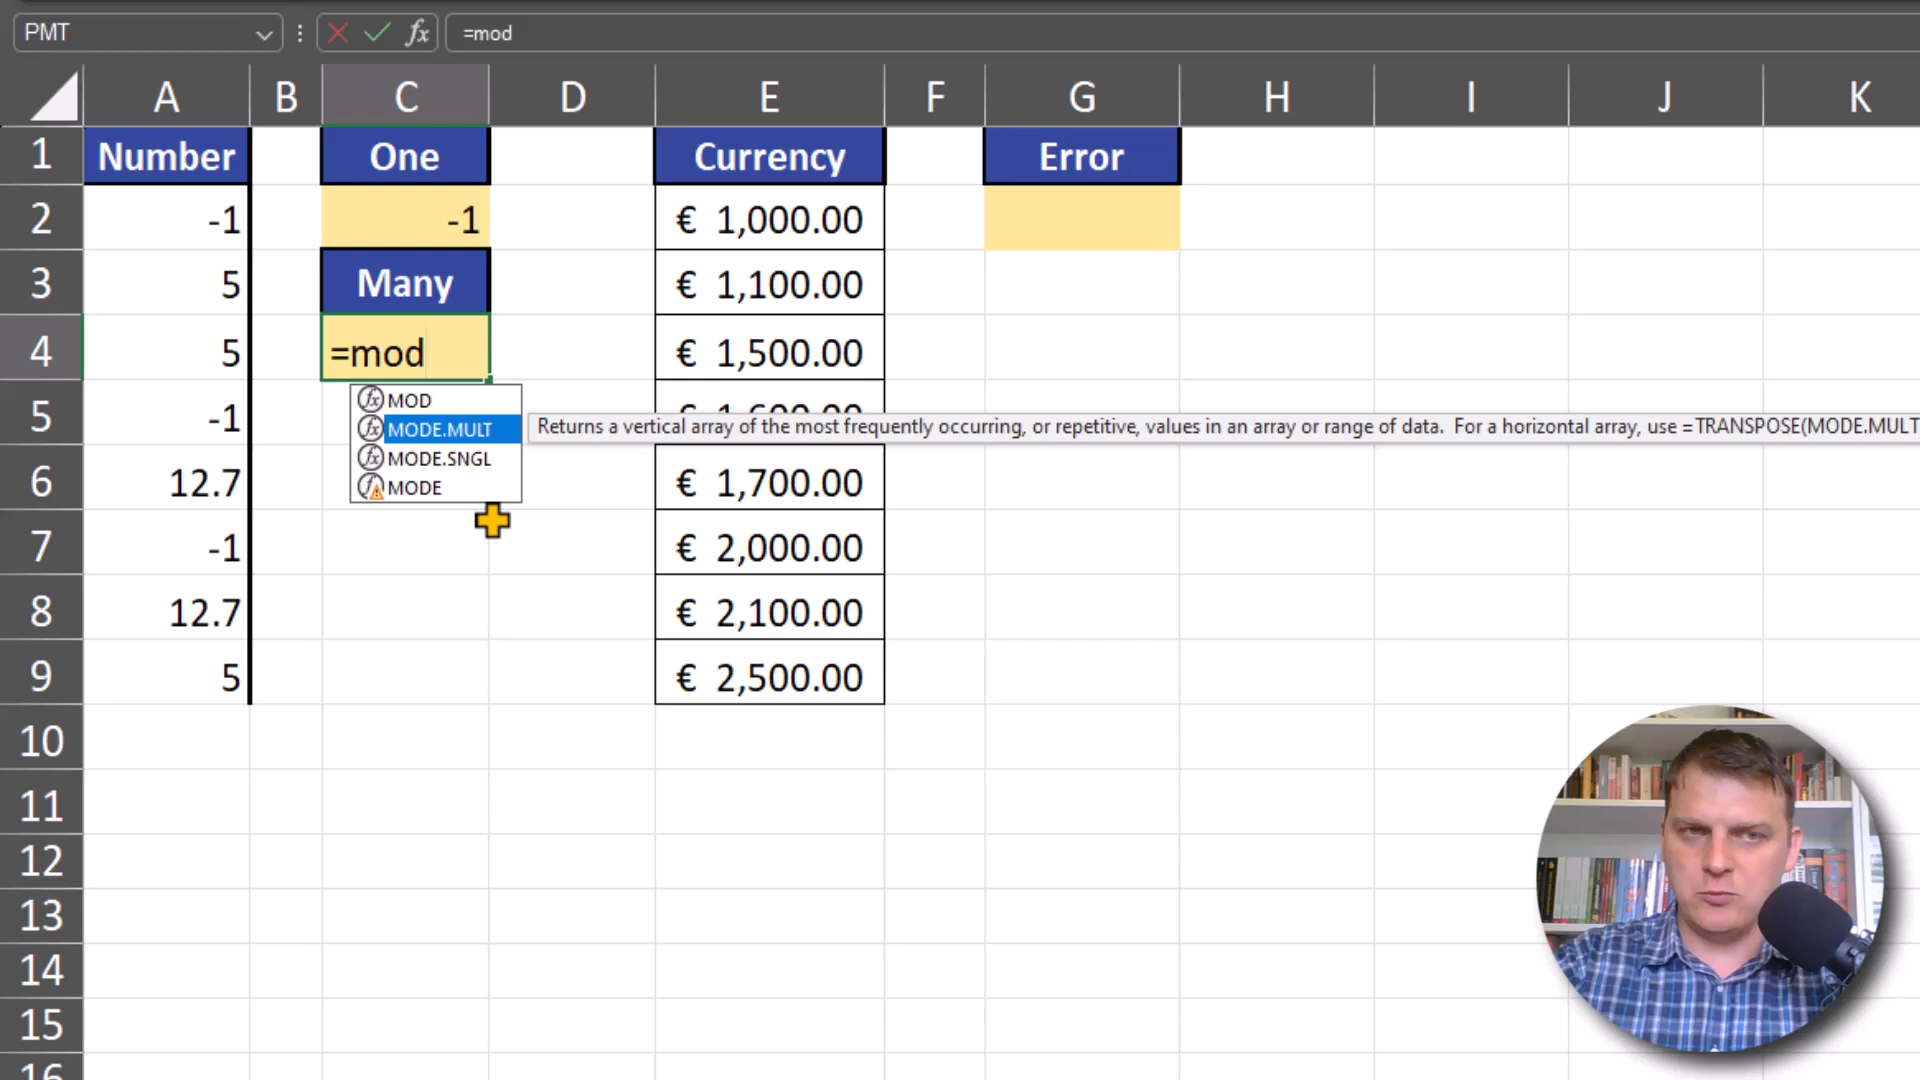 PMT fx =mod
A B C D E F G H I J K
1 Number One Currency Error
2 -1 -1 € 1,000.00
3 5 Many € 1,100.00
4 5 =mod € 1,500.00
MOD
5 -1 MODE.MULT Returns a vertical array of the most frequently occurring, or repetitive, values in an array or range of data. For a horizontal array, use =TRANSPOSE(MODE.MULT
MODE.SNGL
6 12.7 € 1,700.00
MODE
7 -1 € 2,000.00
8 12.7 € 2,100.00
9 5 € 2,500.00
10
11
12
13
14
15
16